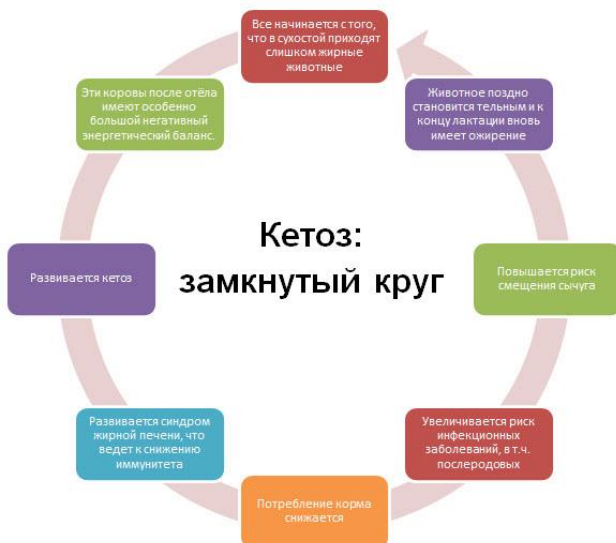 Все начинается с того,
что в сухостой приходят
слишком жирные
животные
Эти коровы после отёла
имеют особенно
большой негативный
энергетический баланс.
Развивается кетоз
Развивается синдром
жирной печени, что
ведет к снижению
иммунитета
Потребление корма
снижается
Увеличивается риск
инфекционных
заболеваний, в т.ч.
послеродовых
Повышается риск
смещения сычуга
Животное поздно
становится тельным и к
концу лактации вновь
имеет ожирение
Кетоз:
замкнутый круг